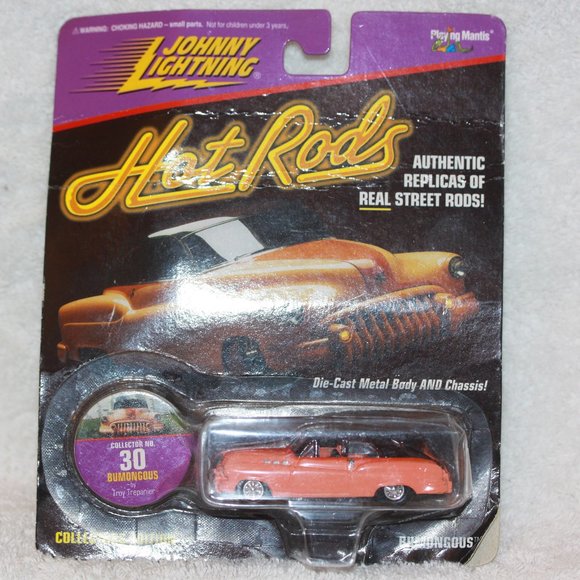 WARNING: CHOKING HAZARD - small parts. Not for children under 3 years.
JOHNNY
LIGHTNING®
Playing Mantis®
Hot Rods
AUTHENTIC
REPLICAS OF
REAL STREET RODS!
Die-Cast Metal Body AND Chassis!
COLLECTOR NO.
30
BUMONGOUS
by
Troy Trepanier
BUMONGOUS